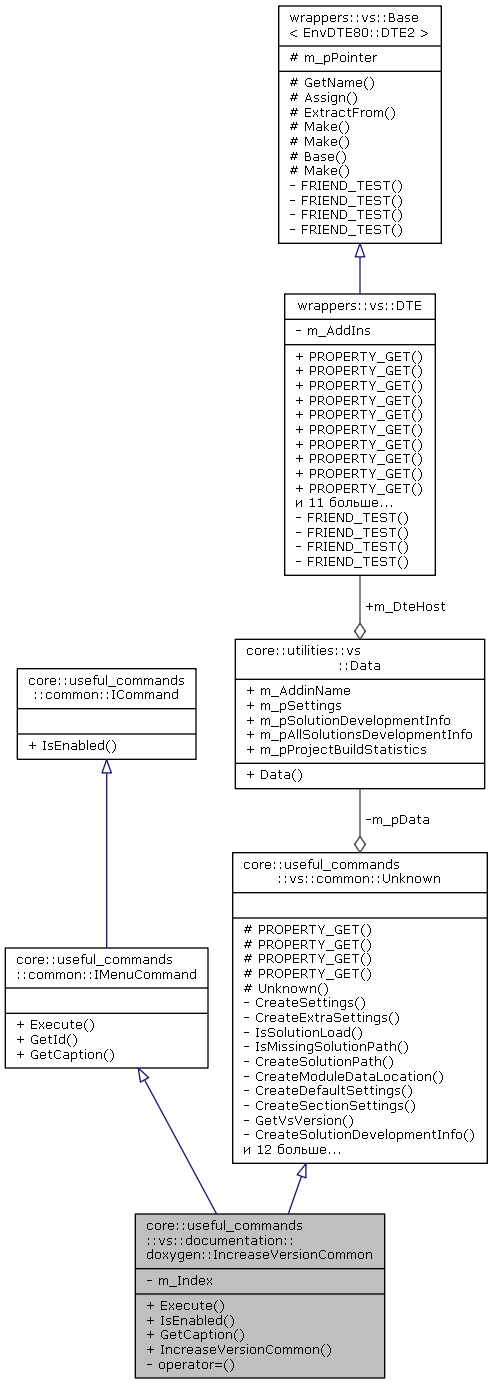 wrappers::vs::Base
< EnvDTE80::DTE2 >
# m_pPointer
# GetName()
# Assign()
# ExtractFrom()
# Make()
# Make()
# Base()
# Make()
- FRIEND_TEST()
- FRIEND_TEST()
- FRIEND_TEST()
- FRIEND_TEST()
wrappers::vs::DTE
- m_AddIns
+ PROPERTY_GET()
+ PROPERTY_GET()
+ PROPERTY_GET()
+ PROPERTY_GET()
+ PROPERTY_GET()
+ PROPERTY_GET()
+ PROPERTY_GET()
+ PROPERTY_GET()
+ PROPERTY_GET()
+ PROPERTY_GET()
и 11 больше...
- FRIEND_TEST()
- FRIEND_TEST()
- FRIEND_TEST()
- FRIEND_TEST()
+m_DteHost
core::utilities::vs
::Data
+ m_AddinName
+ m_pSettings
+ m_pSolutionDevelopmentInfo
+ m_pAllSolutionsDevelopmentInfo
+ m_pProjectBuildStatistics
+ Data()
core::useful_commands
::common::ICommand
+ IsEnabled()
-m_pData
core::useful_commands
::vs::common::Unknown
# PROPERTY_GET()
# PROPERTY_GET()
# PROPERTY_GET()
# PROPERTY_GET()
# Unknown()
- CreateSettings()
- CreateExtraSettings()
- IsSolutionLoad()
- IsMissingSolutionPath()
- CreateSolutionPath()
- CreateModuleDataLocation()
- CreateDefaultSettings()
- CreateSectionSettings()
- GetVsVersion()
- CreateSolutionDevelopmentInfo()
и 12 больше...
core::useful_commands
::common::IMenuCommand
+ Execute()
+ GetId()
+ GetCaption()
core::useful_commands
::vs::documentation::
doxygen::IncreaseVersionCommon
- m_Index
+ Execute()
+ IsEnabled()
+ GetCaption()
+ IncreaseVersionCommon()
- operator=()